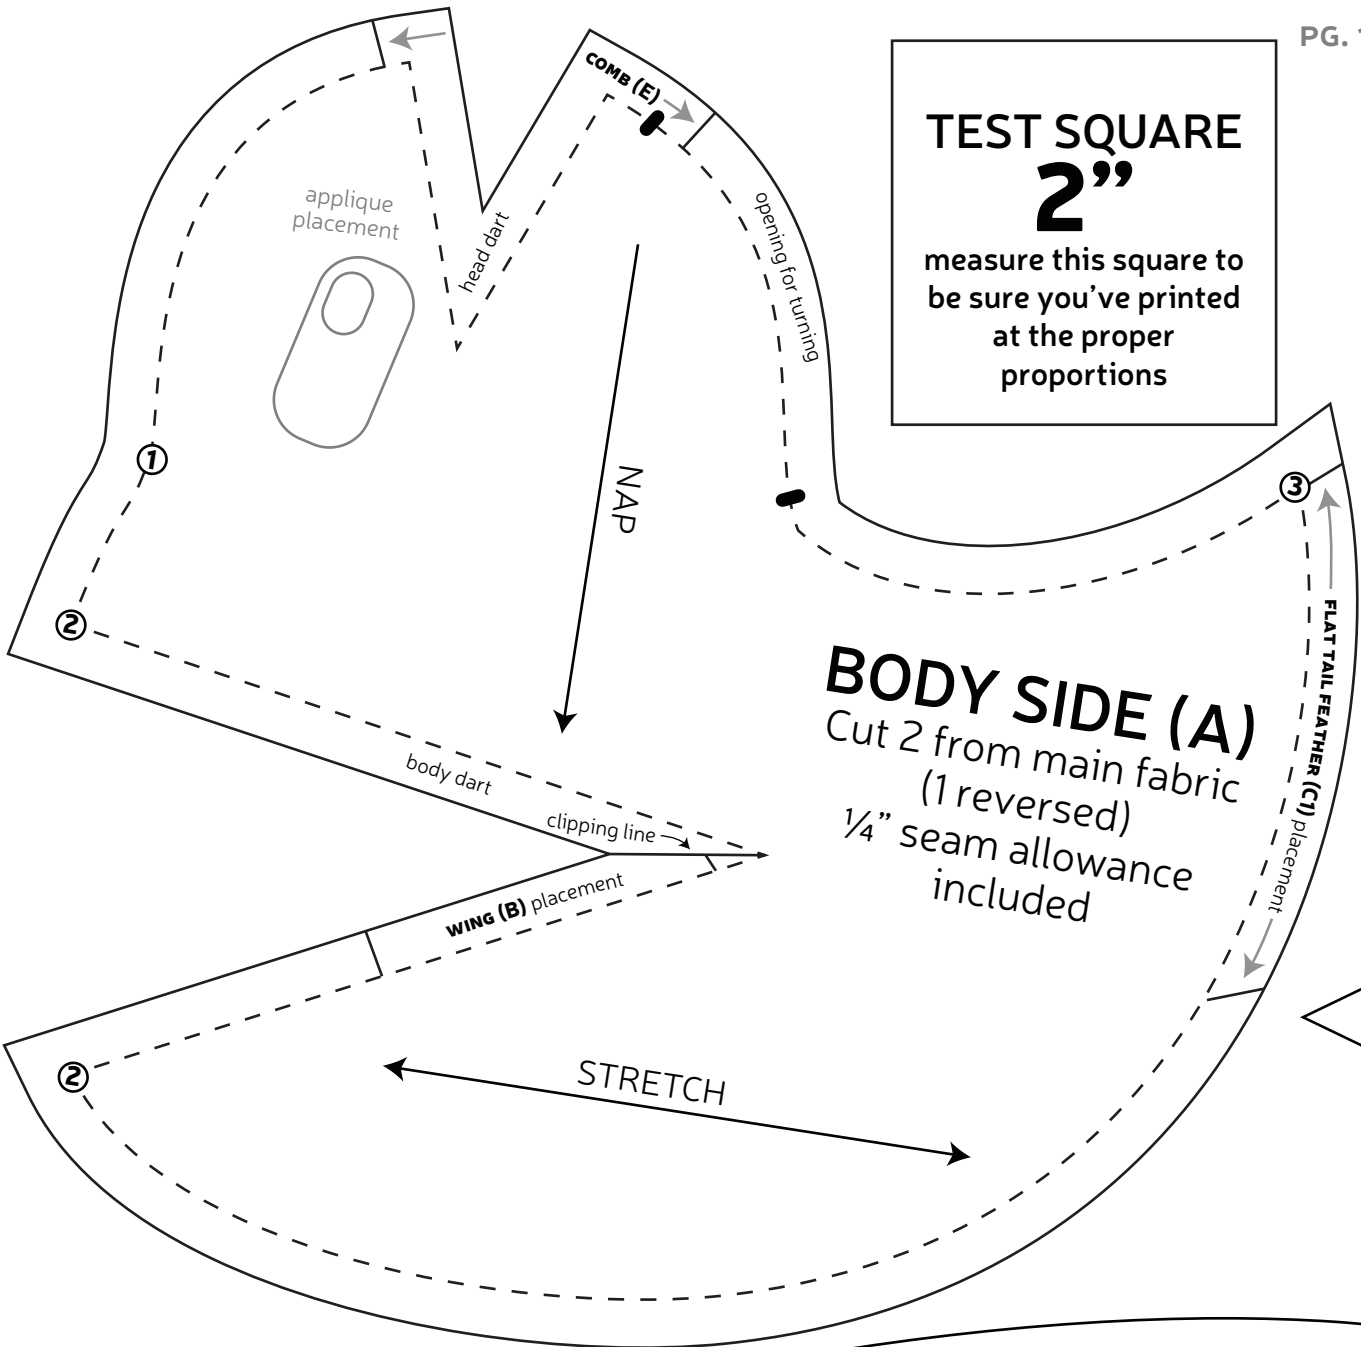 PG. 
COMB (E)
TEST SQUARE
2”
measure this square to
be sure you’ve printed
at the proper
proportions
applique
placement
head dart
opening for turning
NAP
1
2
3
FLAT TAIL FEATHER (C1) placement
BODY SIDE (A)
Cut 2 from main fabric
(1 reversed)
¼” seam allowance
included
body dart
clipping line
WING (B) placement
2
STRETCH